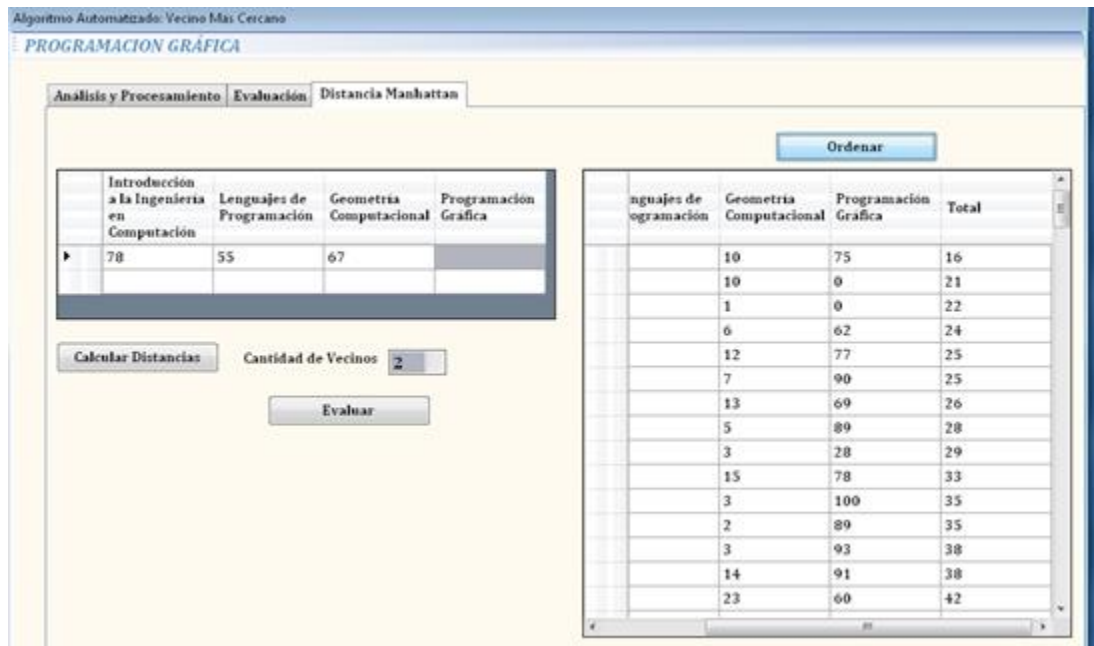 Algoritmo Automatizado: Vecino Mas Cercano
PROGRAMACION GRÁFICA
Análisis y Procesamiento Evaluación Distancia Manhattan
Introducción
a la Ingeniería
en
Computación
Lenguajes de
Programación
Geometría
Computacional
Programación
Gráfica
78 55 67
Calcular Distancias Cantidad de Vecinos 2
Evaluar
Ordenar
nguajes de
ogramación
Geometría
Computacional
Programación
Gráfica
Total
10 75 16
10 0 21
1 0 22
6 62 24
12 77 25
7 90 25
13 69 26
5 89 28
3 28 29
15 78 33
3 100 35
2 89 35
3 93 38
14 91 38
23 60 42